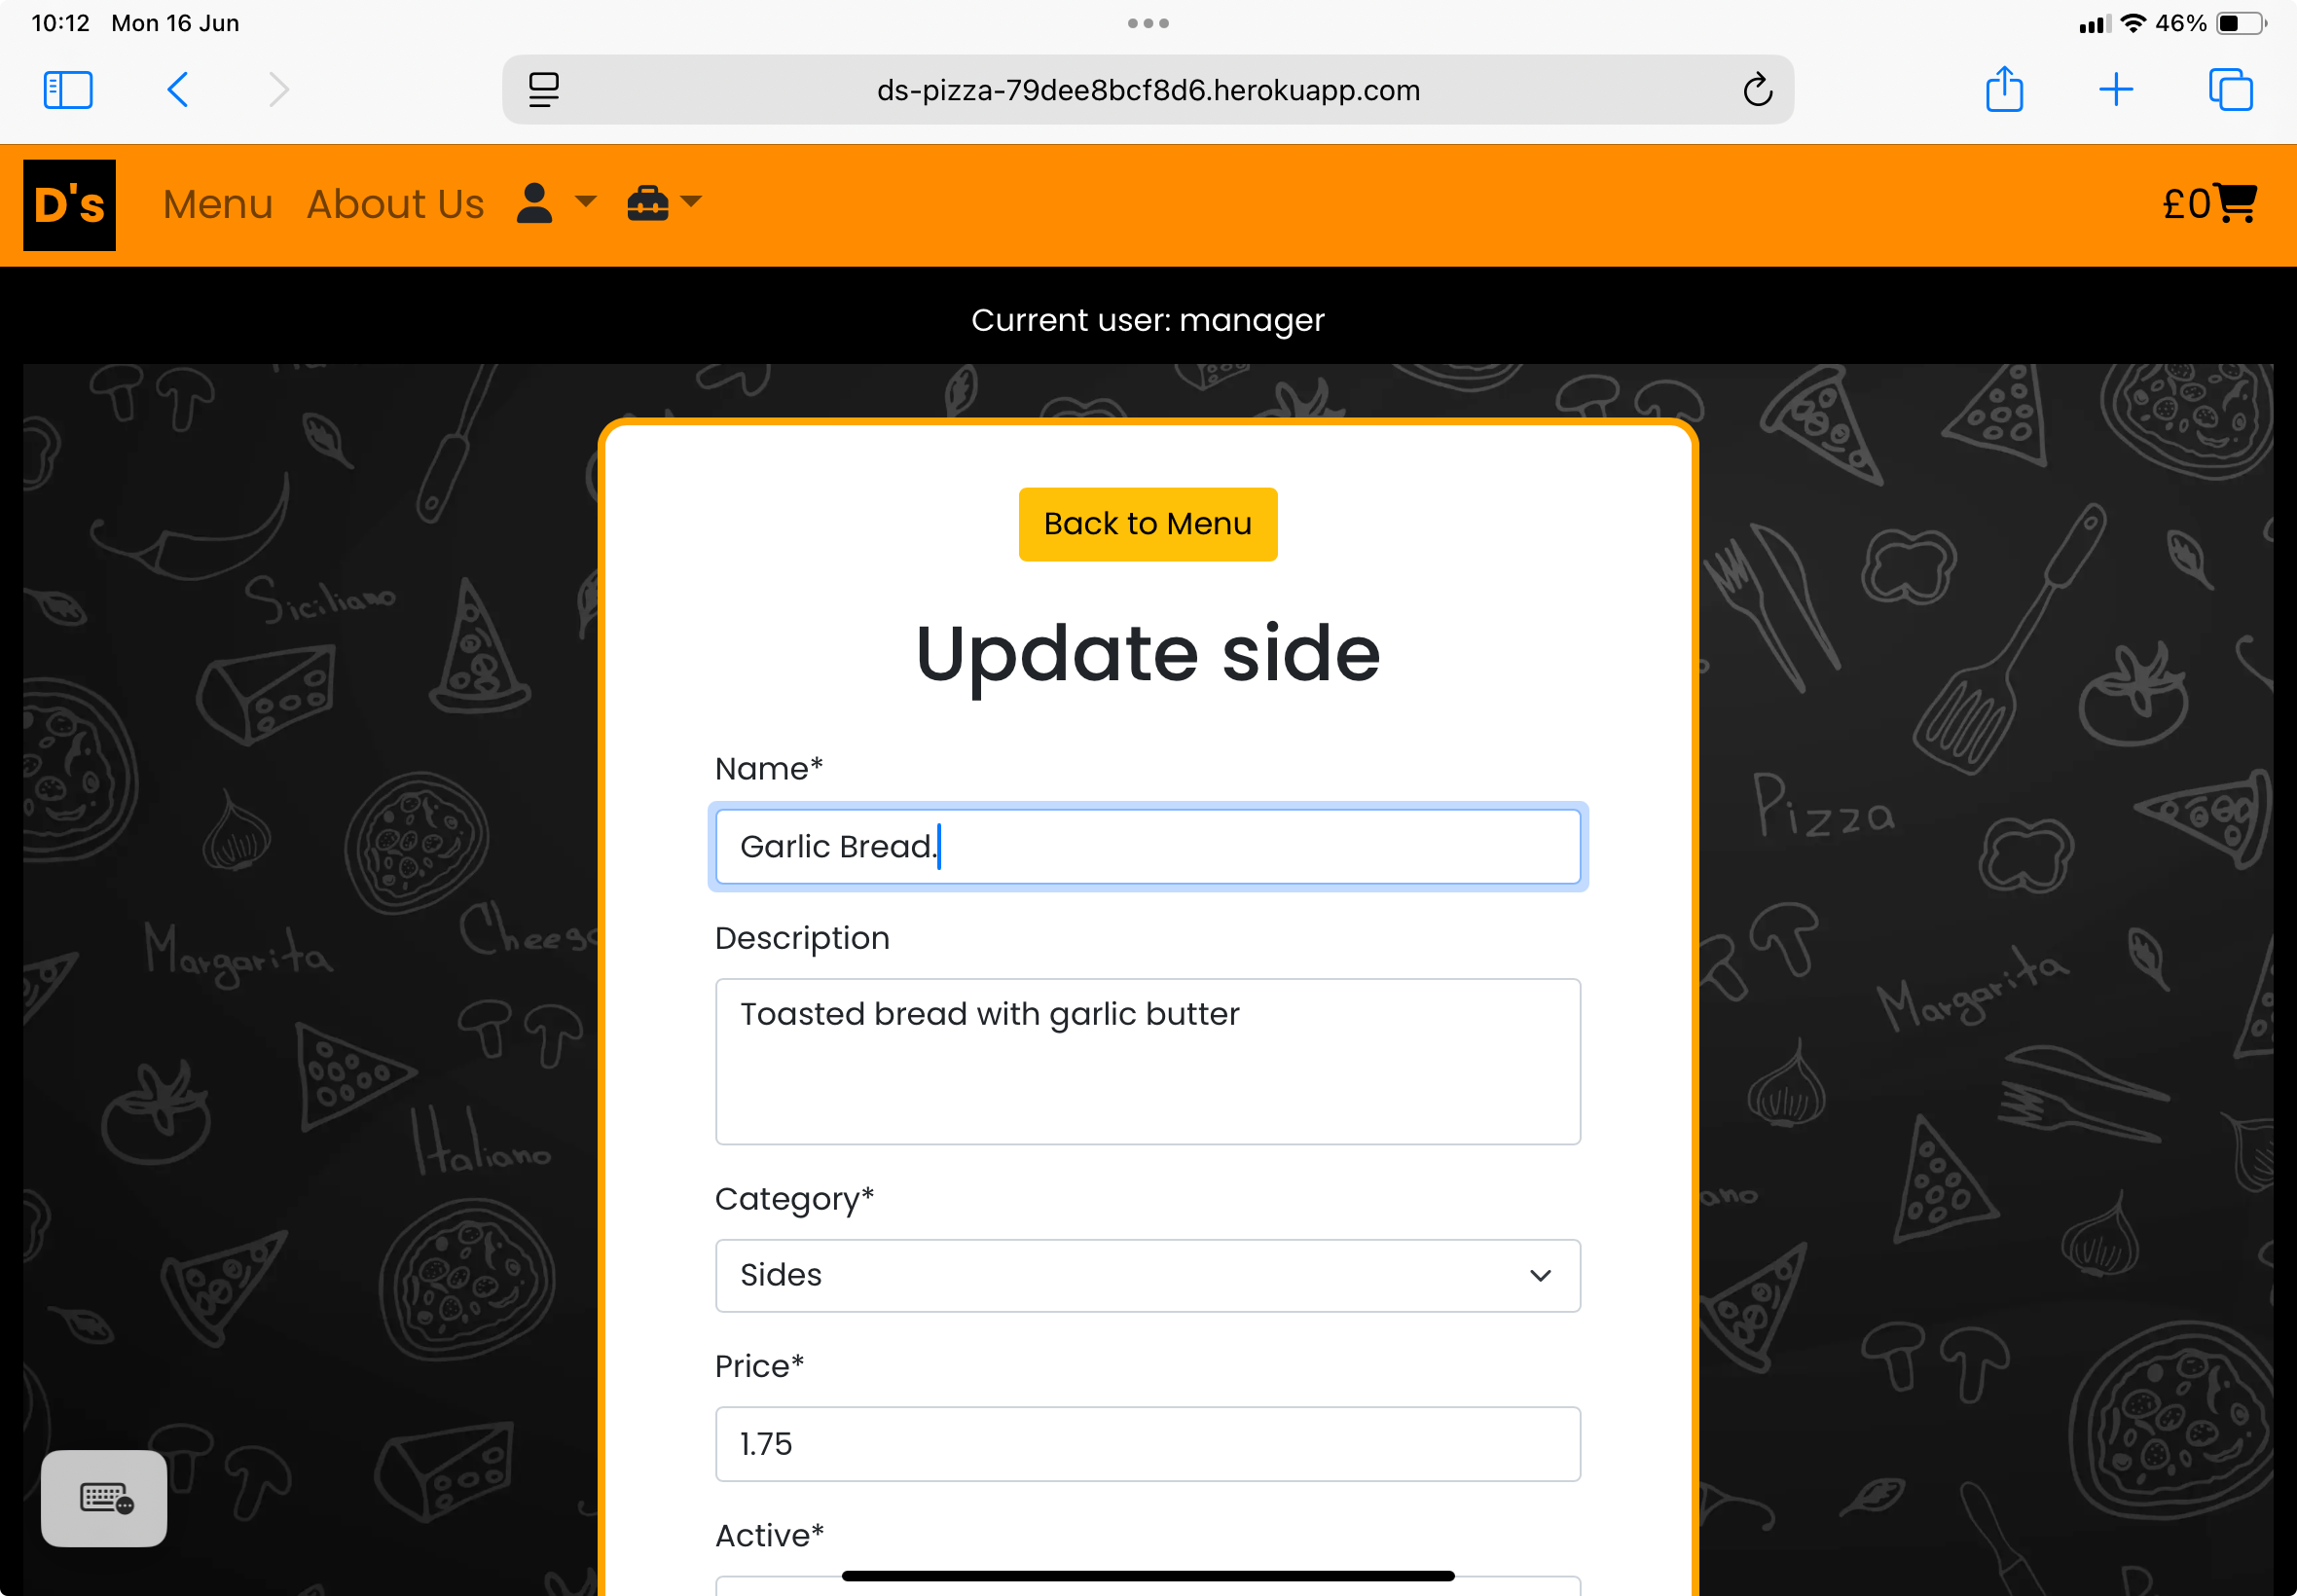 10:12 Mon 16 Jun
46%
ds-pizza-79dee8bcf8d6.herokuapp.com
D's Menu About Us £0
Current user: manager
Back to Menu
Update side
Name*
Garlic Bread.
Description
Toasted bread with garlic butter
Category*
Sides
Price*
1.75
Active*
Siciliano
Pizza
Margarita
Margarita
Italiano